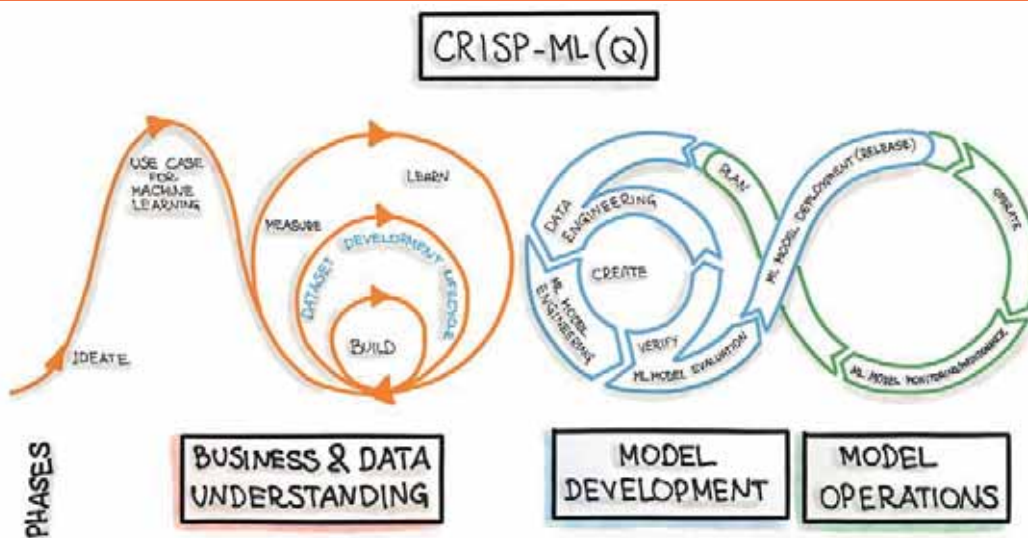 CRISP-ML(Q)
IDEATE
USE CASE
FOR
MACHINE
LEARNING
MEASURE
LEARN
DATASET DEVELOPMENT LIFECYCLE
BUILD
DATA
ENGINEERING
CREATE
ML MODEL
ENGINEERING
VERIFY
ML MODEL EVALUATION
PLAN
ML MODEL DEPLOYMENT (RELEASE)
OPERATE
ML MODEL MONITORING/MAINTENANCE
PHASES
BUSINESS & DATA
UNDERSTANDING
MODEL
DEVELOPMENT
MODEL
OPERATIONS